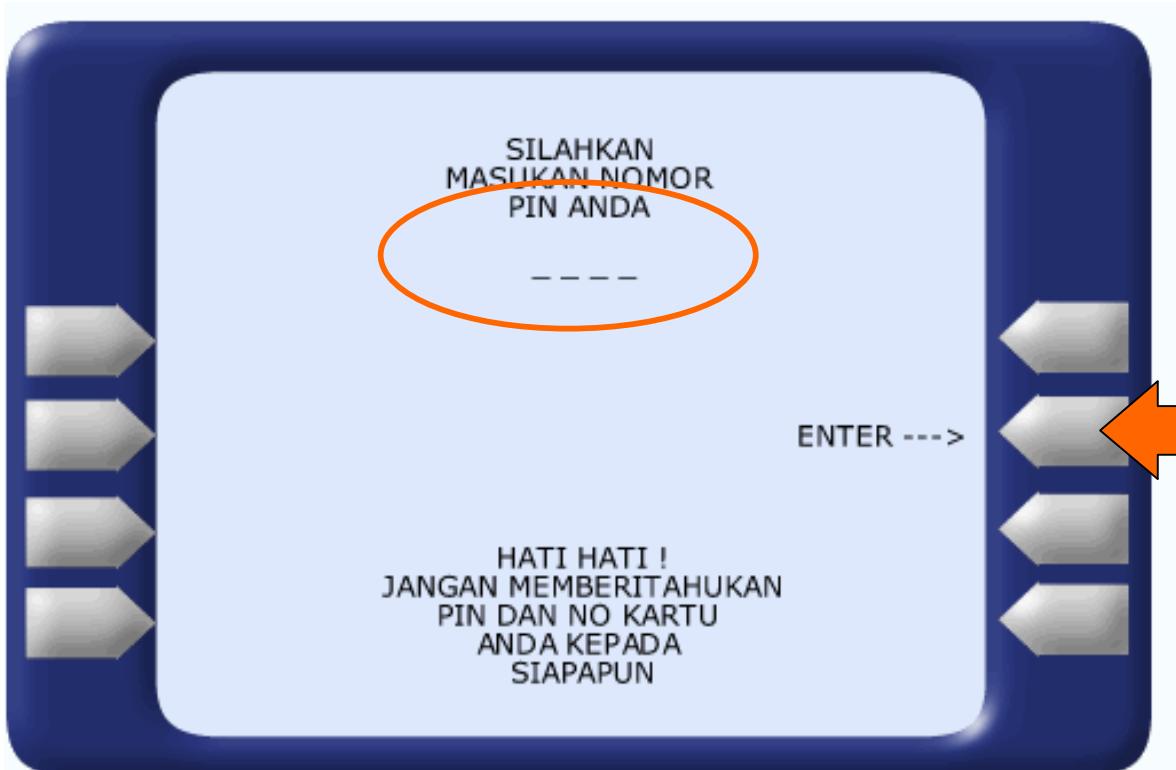 SILAHKAN
MASUKAN NOMOR
PIN ANDA
_ _ _ _
ENTER --->
HATI HATI !
JANGAN MEMBERITAHUKAN
PIN DAN NO KARTU
ANDA KEPADA
SIAPAPUN